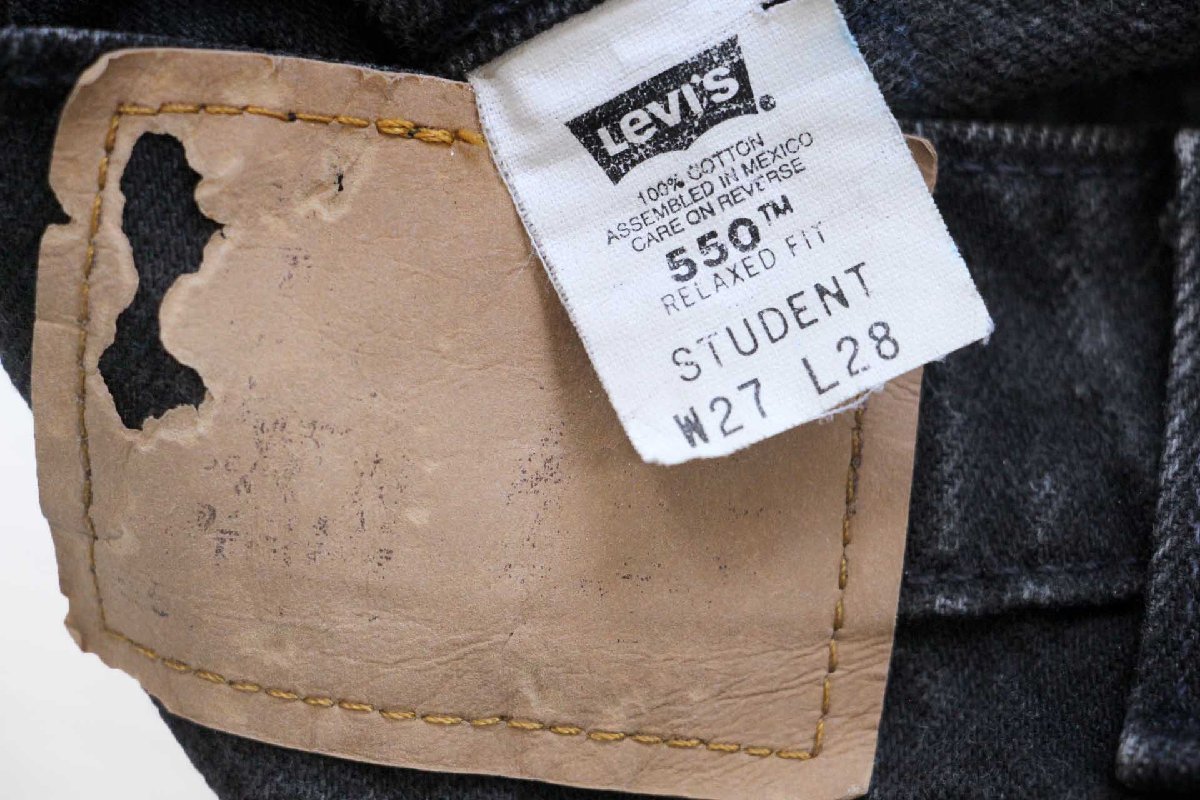 Levi's®
100% COTTON
ASSEMBLED IN MEXICO
CARE ON REVERSE
550™
RELAXED FIT
STUDENT
W27 L28